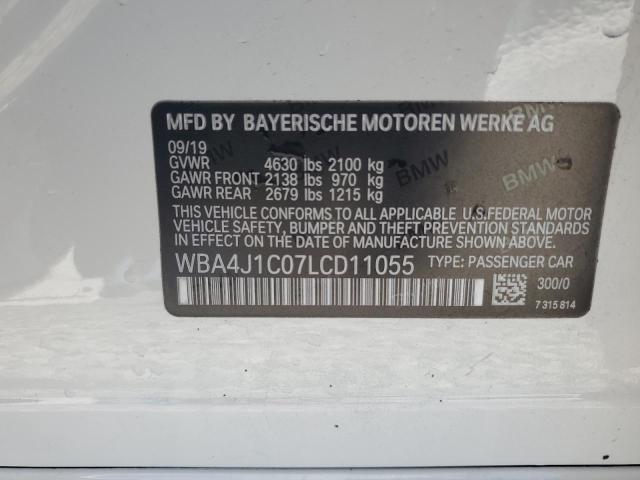 MFD BY BAYERISCHE MOTOREN WERKE AG
09/19
GVWR 4630 lbs 2100 kg
GAWR FRONT 2138 lbs 970 kg
GAWR REAR 2679 lbs 1215 kg
THIS VEHICLE CONFORMS TO ALL APPLICABLE U.S.FEDERAL MOTOR
VEHICLE SAFETY, BUMPER AND THEFT PREVENTION STANDARDS
IN EFFECT ON THE DATE OF MANUFACTURE SHOWN ABOVE.
WBA4J1C07LCD11055 TYPE: PASSENGER CAR
300/0
7 315 814
BMW
BMW